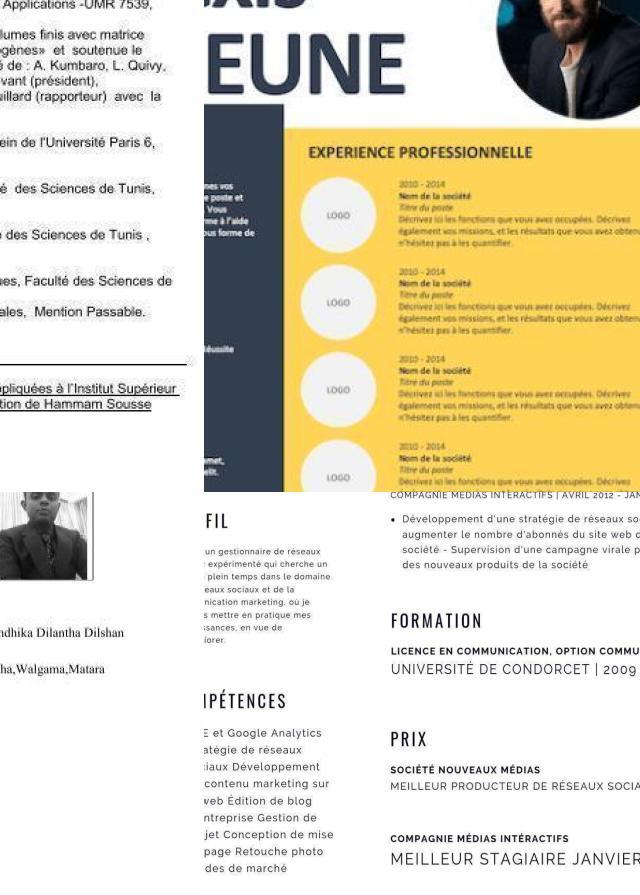 Applications -UMR 7539,
lumes finis avec matrice
ogènes» et soutenue le
é de : A. Kumbaro, L. Quivy,
vant (président),
uillard (rapporteur) avec la
ein de l'Université Paris 6,
é des Sciences de Tunis,
e des Sciences de Tunis ,
ues, Faculté des Sciences de
ales, Mention Passable.
ppliquées à l'Institut Supérieur
tion de Hammam Sousse
EUNE
nes vos
e poste et
Vous
me à l'aide
ous forme de
éussite
met,
elit.
EXPERIENCE PROFESSIONNELLE
LOGO
2010 - 2014
Nom de la société
Titre du poste
Décrivez ici les fonctions que vous avez occupées. Décrivez
également vos missions, et les résultats que vous avez obten
n'hésitez pas à les quantifier.
LOGO
2010 - 2014
Nom de la société
Titre du poste
Décrivez ici les fonctions que vous avez occupées. Décrivez
également vos missions, et les résultats que vous avez obten
n'hésitez pas à les quantifier.
LOGO
2010 - 2014
Nom de la société
Titre du poste
Décrivez ici les fonctions que vous avez occupées. Décrivez
également vos missions, et les résultats que vous avez obten
n'hésitez pas à les quantifier.
LOGO
2010 - 2014
Nom de la société
Titre du poste
Décrivez ici les fonctions que vous avez occupées. Décrivez
ndhika Dilantha Dilshan
ha,Walgama,Matara
FIL
un gestionnaire de réseaux
expérimenté qui cherche un
plein temps dans le domaine
eaux sociaux et de la
nication marketing, où je
s mettre en pratique mes
ssances, en vue de
iorer.
MPÉTENCES
E et Google Analytics
atégie de réseaux
iaux Développement
contenu marketing sur
web Édition de blog
ntreprise Gestion de
jet Conception de mise
page Retouche photo
des de marché
COMPAGNIE MÉDIAS INTERACTIFS | AVRIL 2012 - JAN
• Développement d'une stratégie de réseaux so
augmenter le nombre d'abonnés du site web d
société - Supervision d'une campagne virale p
des nouveaux produits de la société
FORMATION
LICENCE EN COMMUNICATION, OPTION COMMU
UNIVERSITÉ DE CONDORCET | 2009
PRIX
SOCIÉTÉ NOUVEAUX MÉDIAS
MEILLEUR PRODUCTEUR DE RÉSEAUX SOCIA
COMPAGNIE MÉDIAS INTÉRACTIFS
MEILLEUR STAGIAIRE JANVIER